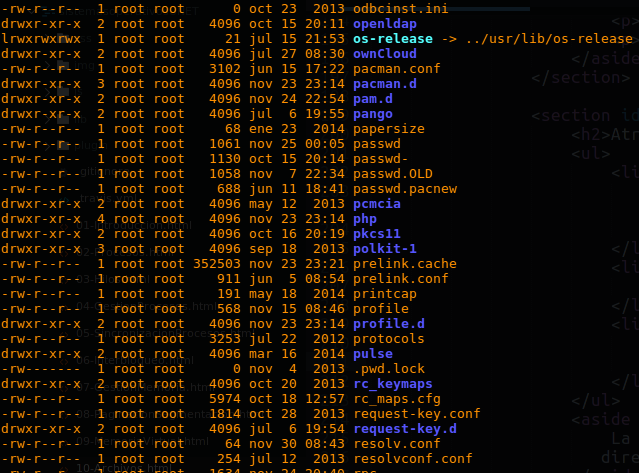 -rw-r--r-- 1 root root 0 oct 23 2013 odbcinst.ini
drwxr-xr-x 2 root root 4096 oct 15 20:11 openldap
lrwxrwxrwx 1 root root 21 jul 15 21:53 os-release -> ../usr/lib/os-release
drwxr-xr-x 4 root root 4096 jul 27 08:30 ownCloud
-rw-r--r-- 1 root root 3102 jun 15 17:22 pacman.conf
drwxr-xr-x 3 root root 4096 nov 23 23:14 pacman.d
drwxr-xr-x 2 root root 4096 nov 24 22:54 pam.d
drwxr-xr-x 2 root root 4096 jul 6 19:55 pango
-rw-r--r-- 1 root root 68 ene 23 2014 papersize
-rw-r--r-- 1 root root 1061 nov 25 00:05 passwd
-rw-r--r-- 1 root root 1130 oct 15 20:14 passwd-
-rw-r--r-- 1 root root 1058 nov 7 22:34 passwd.OLD
-rw-r--r-- 1 root root 688 jun 11 18:41 passwd.pacnew
drwxr-xr-x 2 root root 4096 may 12 2013 pcmcia
drwxr-xr-x 4 root root 4096 nov 23 23:14 php
drwxr-xr-x 2 root root 4096 oct 16 20:19 pkcs11
drwxr-xr-x 3 root root 4096 sep 18 2013 polkit-1
-rw-r--r-- 1 root root 352503 nov 23 23:21 prelink.cache
-rw-r--r-- 1 root root 911 jun 5 08:54 prelink.conf
-rw-r--r-- 1 root root 191 may 18 2014 printcap
-rw-r--r-- 1 root root 568 nov 15 08:46 profile
drwxr-xr-x 2 root root 4096 nov 23 23:14 profile.d
-rw-r--r-- 1 root root 3253 jul 22 2012 protocols
drwxr-xr-x 2 root root 4096 mar 16 2014 pulse
-rw------- 1 root root 0 nov 4 2013 .pwd.lock
drwxr-xr-x 2 root root 4096 oct 20 2013 rc_keymaps
-rw-r--r-- 1 root root 5974 oct 18 12:57 rc_maps.cfg
-rw-r--r-- 1 root root 1814 oct 28 2013 request-key.conf
drwxr-xr-x 2 root root 4096 jul 6 19:54 request-key.d
-rw-r--r-- 1 root root 64 nov 30 08:43 resolv.conf
-rw-r--r-- 1 root root 254 jul 12 2013 resolvconf.conf
-rw-r--r-- 1 root root 1634 nov 24 20:40 rpc
<p>
</aside
</section>
<section id
<h2>Atr
<ul>
<li
</l
<li
</l
<li
</l
</ul>
<aside
La
dire